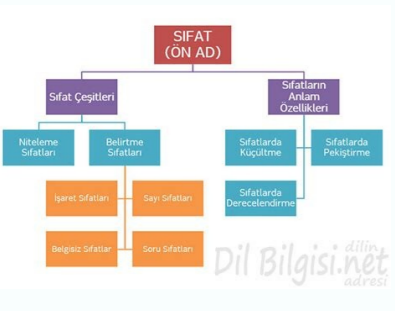 SIFAT
(ÖN AD)
Sıfat Çeşitleri
Sıfatların
Anlam
Özellikleri
Niteleme
Sıfatları
Belirtme
Sıfatları
Sıfatlarda
Küçültme
Sıfatlarda
Pekiştirme
İşaret Sıfatları
Sayı Sıfatları
Sıfatlarda
Derecelendirme
Belgisiz Sıfatlar
Soru Sıfatları
dilin
Dil Bilgisi.net
adresi